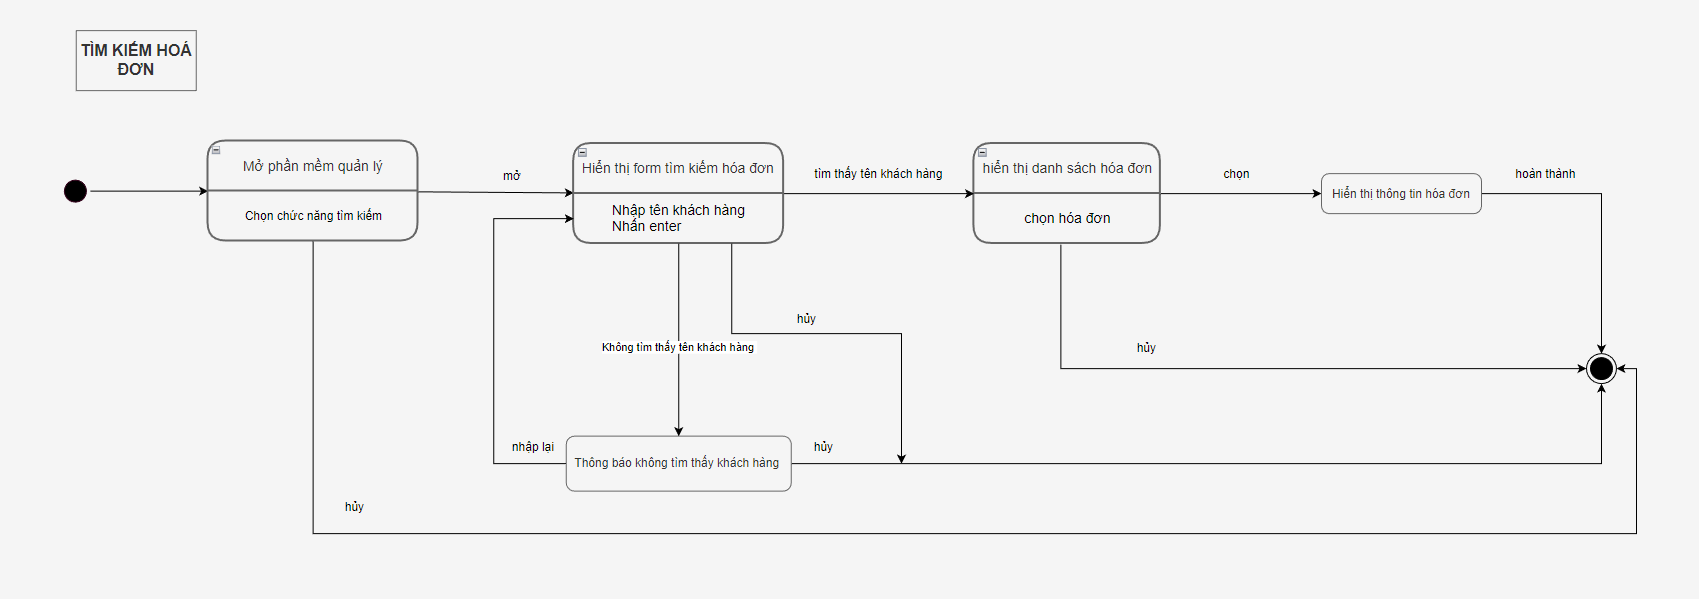 TÌM KIẾM HOÁ
ĐƠN
Mở phần mềm quản lý
Chọn chức năng tìm kiếm
mở
Hiển thị form tìm kiếm hóa đơn
Nhập tên khách hàng
Nhấn enter
tìm thấy tên khách hàng
hiển thị danh sách hóa đơn
chọn hóa đơn
chọn
Hiển thị thông tin hóa đơn
hoàn thành
hủy
Không tìm thấy tên khách hàng
hủy
nhập lại
Thông báo không tìm thấy khách hàng
hủy
hủy